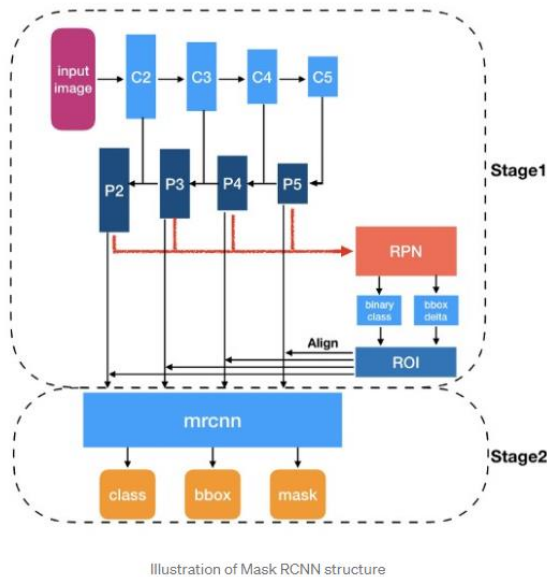 input
image
C2
C3
C4
C5
P2
P3
P4
P5
Stage1
RPN
binary
class
bbox
delta
Align
ROI
mrcnn
Stage2
class
bbox
mask
Illustration of Mask RCNN structure